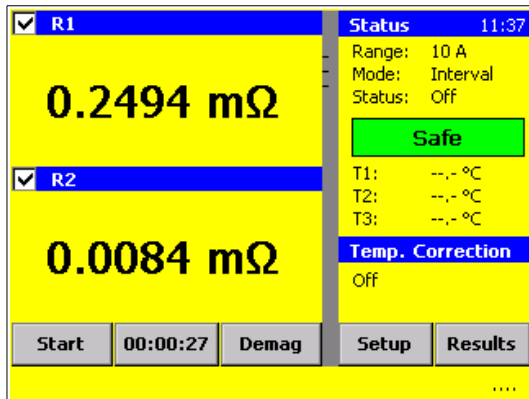 R1
0.2494 mΩ
R2
0.0084 mΩ
Status 11:37
Range: 10 A
Mode: Interval
Status: Off
Safe
T1: --.- °C
T2: --.- °C
T3: --.- °C
Temp. Correction
Off
Start 00:00:27 Demag Setup Results
....